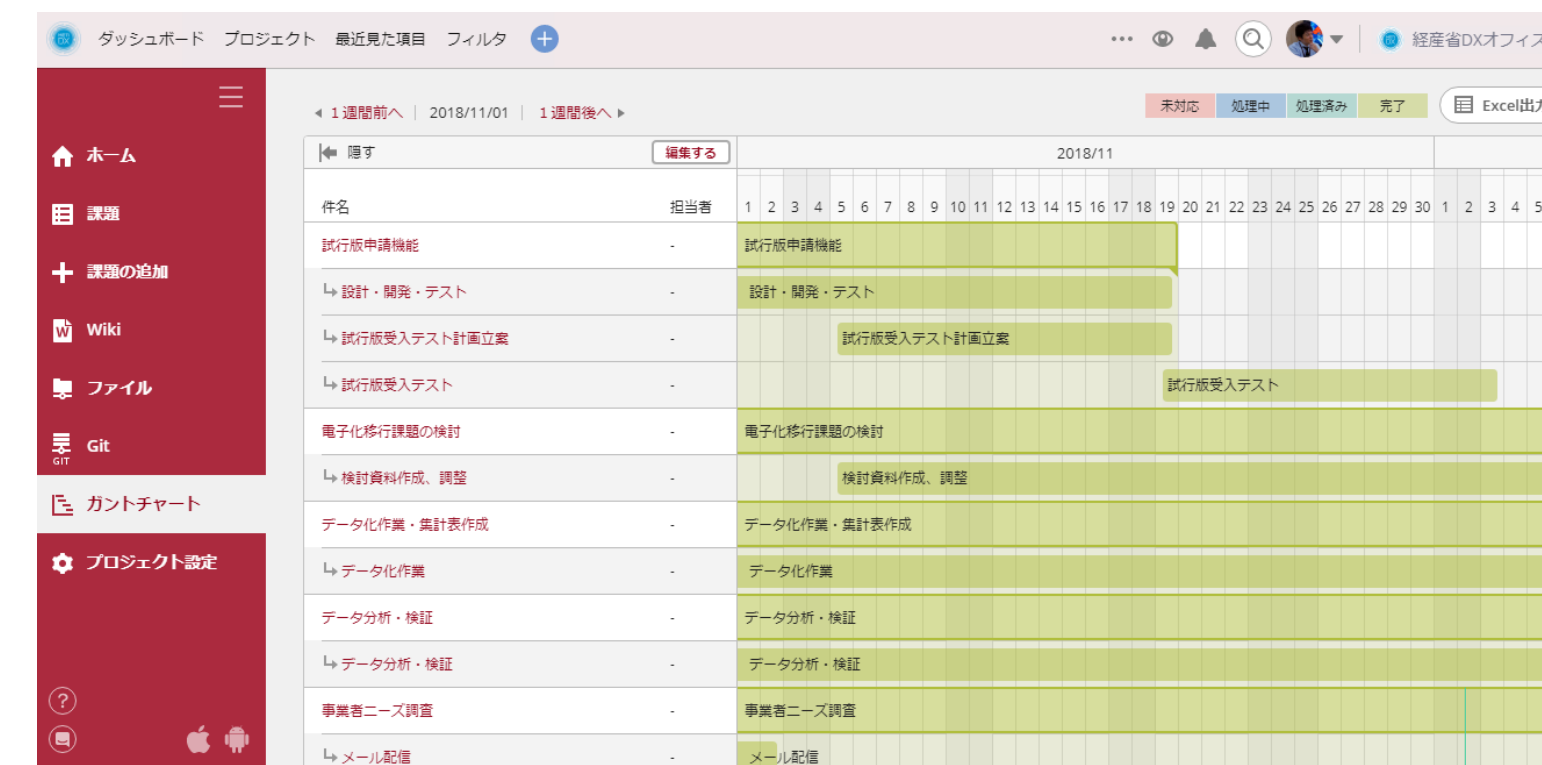 ダッシュボード プロジェクト 最近見た項目 フィルタ
経産省DXオフィス
1週間前へ 2018/11/01 1週間後へ
未対応 処理中 処理済み 完了
Excel出力
ホーム
課題
課題の追加
Wiki
ファイル
Git
GIT
ガントチャート
プロジェクト設定
隠す 編集する 2018/11
件名 担当者 1 2 3 4 5 6 7 8 9 10 11 12 13 14 15 16 17 18 19 20 21 22 23 24 25 26 27 28 29 30 1 2 3 4 5
試行版申請機能 - 試行版申請機能
設計・開発・テスト - 設計・開発・テスト
試行版受入テスト計画立案 - 試行版受入テスト計画立案
試行版受入テスト - 試行版受入テスト
電子化移行課題の検討 - 電子化移行課題の検討
検討資料作成、調整 - 検討資料作成、調整
データ化作業・集計表作成 - データ化作業・集計表作成
データ化作業 - データ化作業
データ分析・検証 - データ分析・検証
データ分析・検証 - データ分析・検証
事業者ニーズ調査 - 事業者ニーズ調査
メール配信 - メール配信